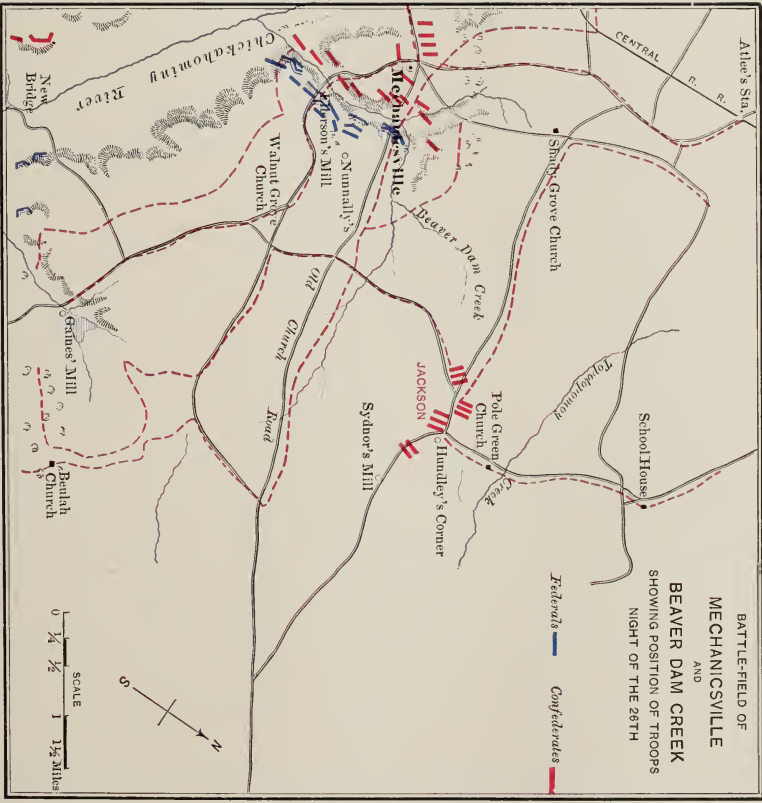 BATTLE-FIELD OF
MECHANICSVILLE
AND
BEAVER DAM CREEK
SHOWING POSITION OF TROOPS
NIGHT OF THE 26TH
Federals
Confederates
Atlee's Sta.
CENTRAL R. R.
Shady Grove Church
School House
Totopotomoy
Creek
Pole Green
Church
Hundley's Corner
JACKSON
Sydnor's Mill
Beaver Dam Creek
Mechanicsville
Nunnally's
Ellerson's Mill
Walnut Grove
Church
Old Church Road
Chickahominy
River
New
Bridge
Gaines' Mill
Beulah
Church
SCALE
0 ¼ ½ 1 1½ Miles
S
N